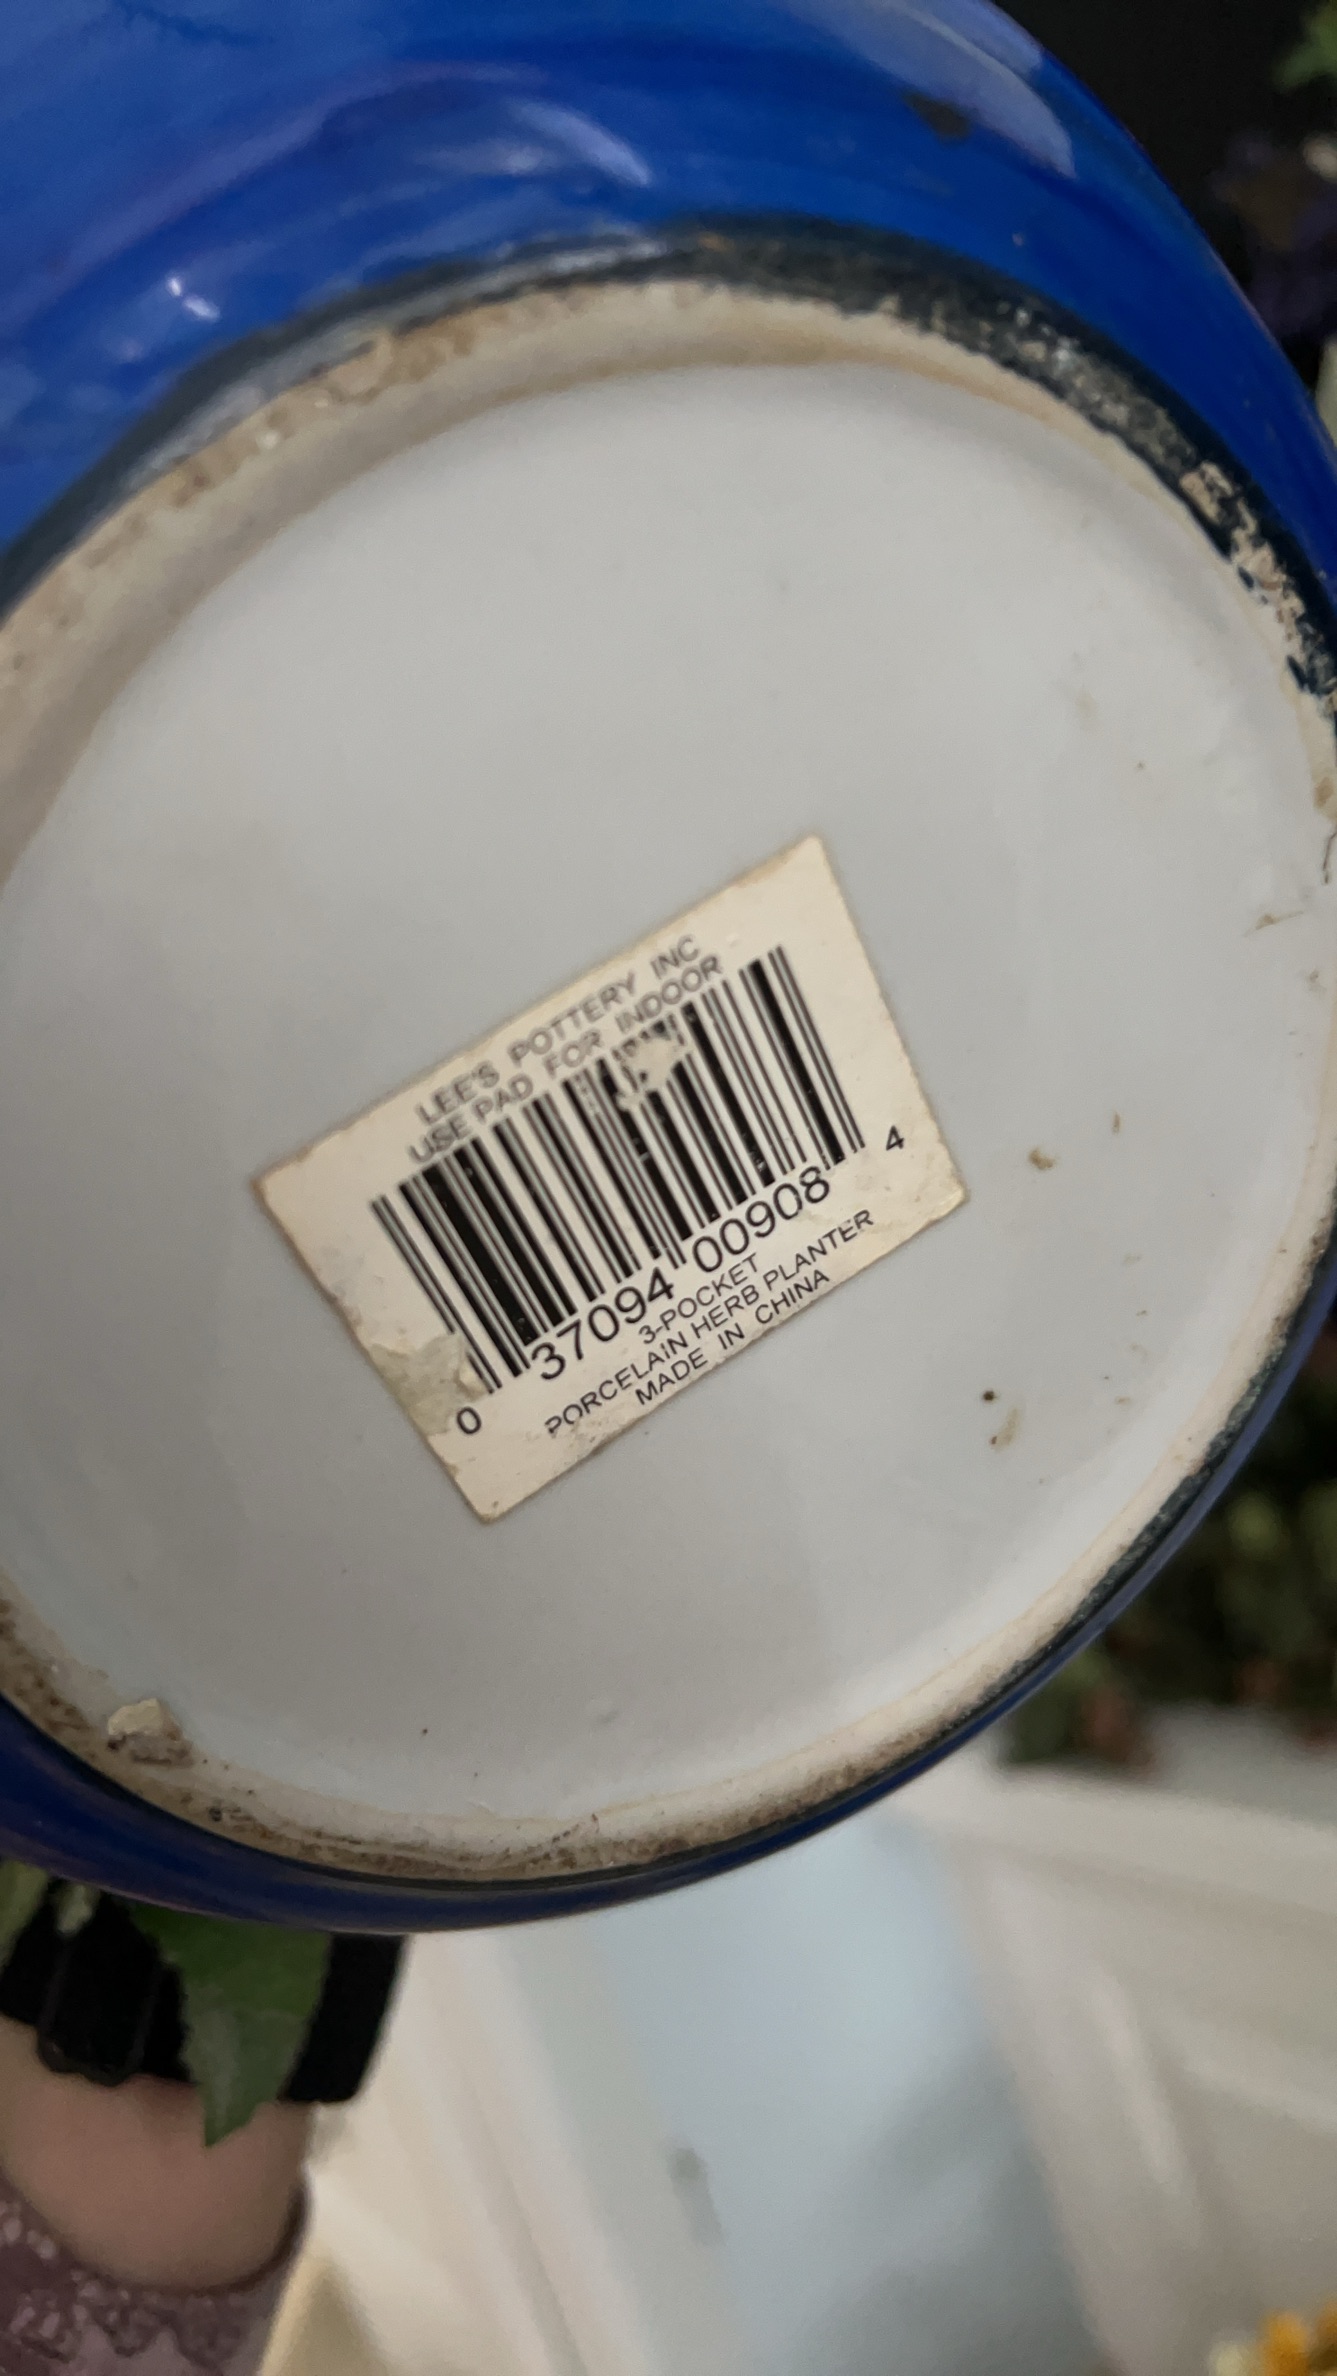 LEE'S POTTERY INC
USE PAD FOR INDOOR
0 37094 00908 4
3-POCKET
PORCELAIN HERB PLANTER
MADE IN CHINA